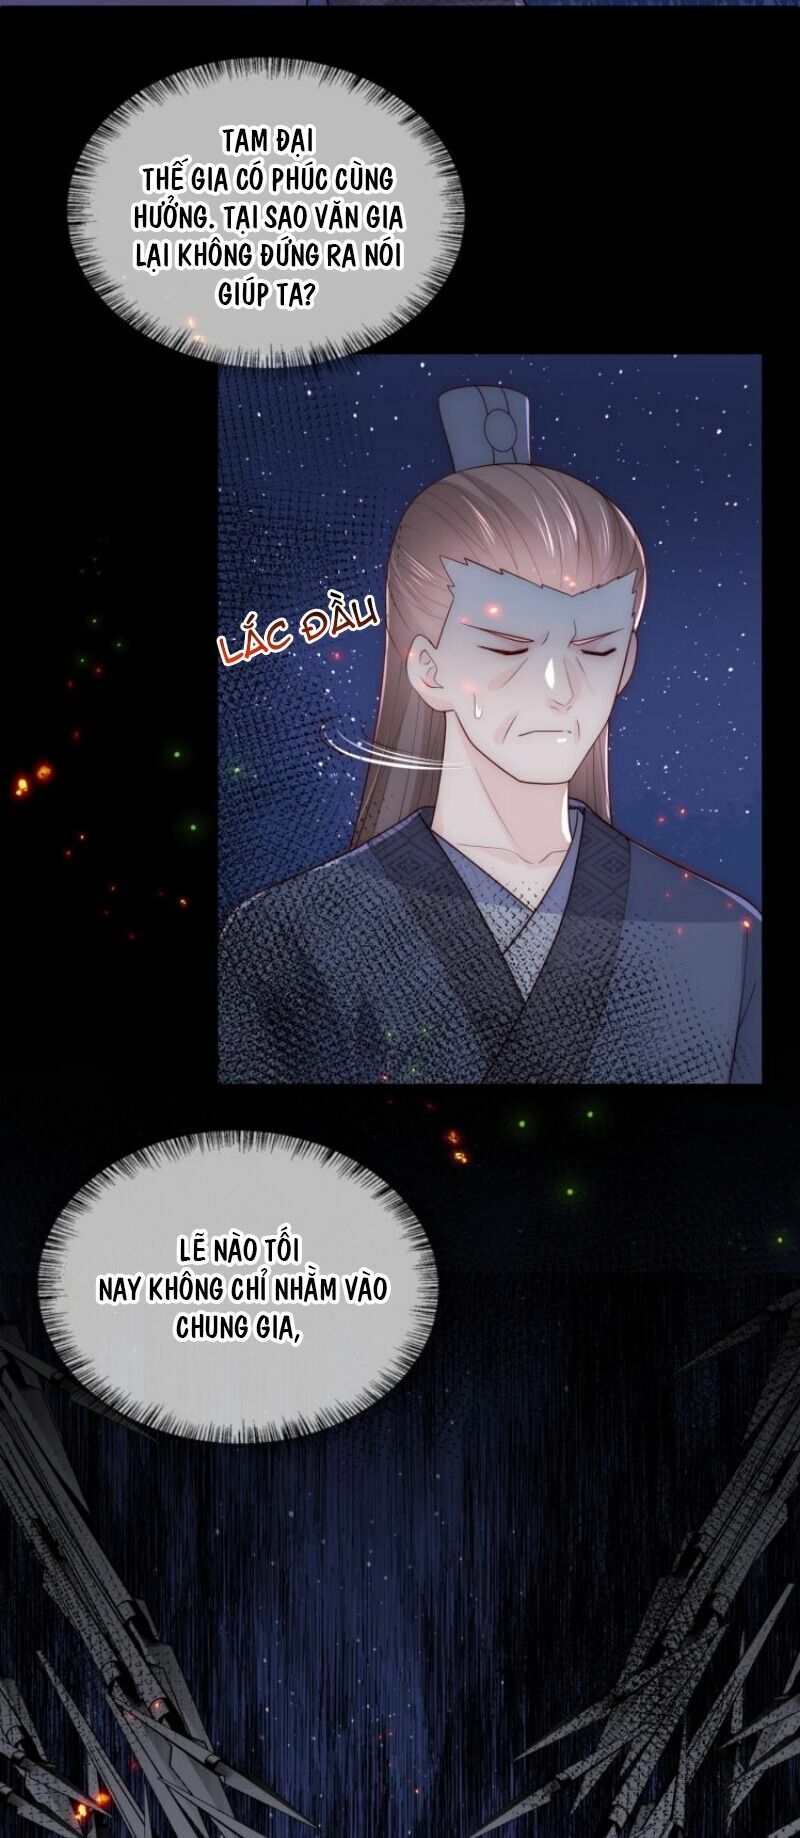 TAM ĐẠI
THẾ GIA CÓ PHÚC CÙNG
HƯỞNG. TẠI SAO VĂN GIA
LẠI KHÔNG ĐỨNG RA NÓI
GIÚP TA?
LẮC ĐẦU
LẼ NÀO TỐI
NAY KHÔNG CHỈ NHẰM VÀO
CHUNG GIA,